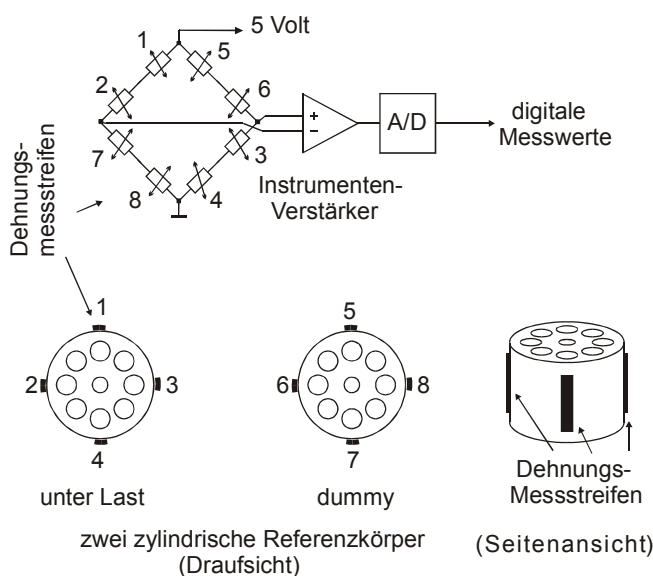 5 Volt
1
5
2
6
+
−
A/D
digitale
Messwerte
7
3
8
4
Instrumenten-
Verstärker
Dehnungs-
messstreifen
1
2
3
4
unter Last
5
6
8
7
dummy
Dehnungs-
Messstreifen
zwei zylindrische Referenzkörper
(Draufsicht)
(Seitenansicht)